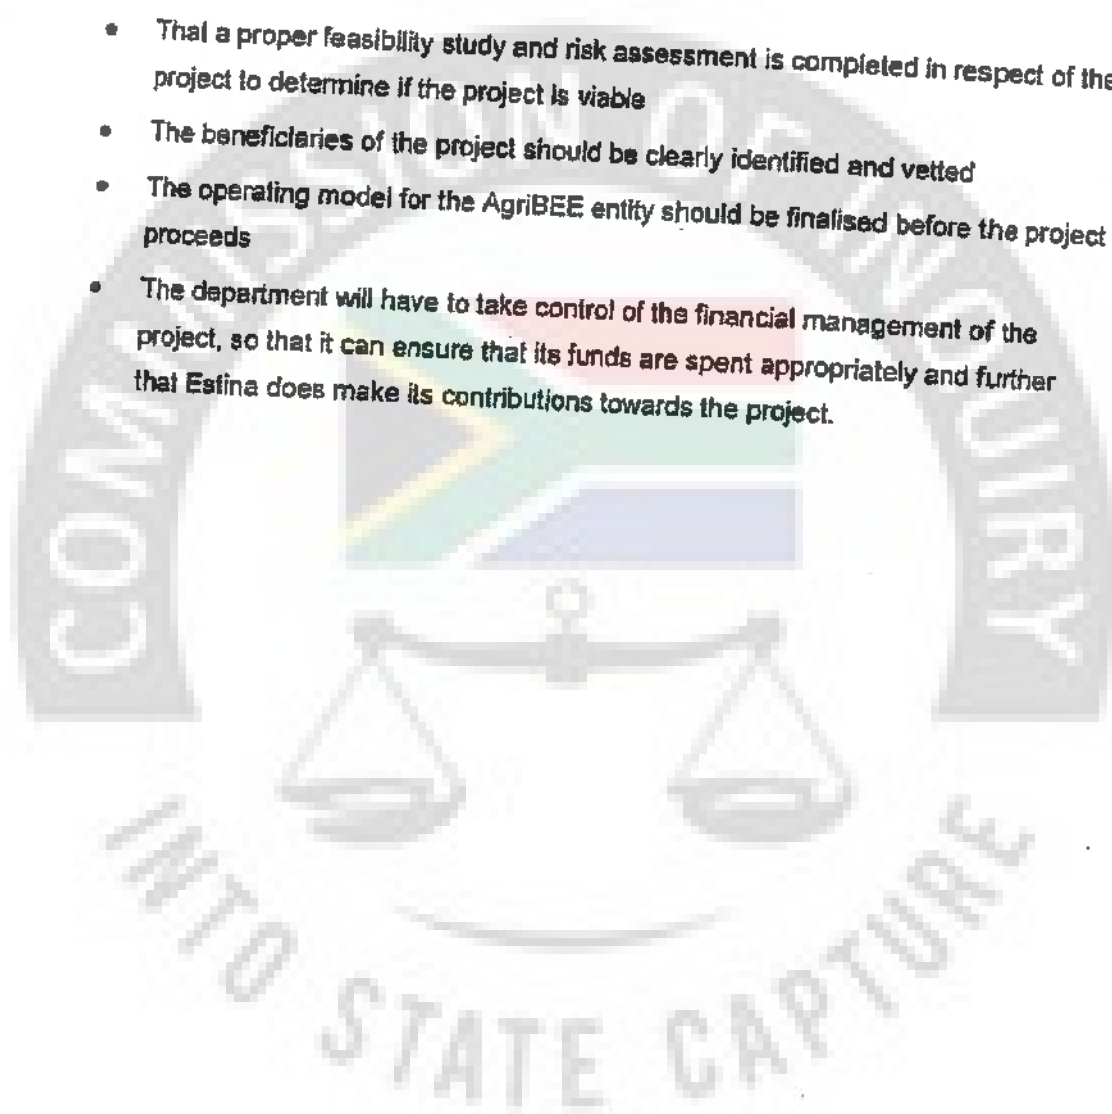 • That a proper feasibility study and risk assessment is completed in respect of the
project to determine if the project is viable
• The beneficiaries of the project should be clearly identified and vetted
• The operating model for the AgriBEE entity should be finalised before the project
proceeds
• The department will have to take control of the financial management of the
project, so that it can ensure that its funds are spent appropriately and further
that Estina does make its contributions towards the project.
COMMISSION OF INQUIRY
INTO STATE CAPTURE